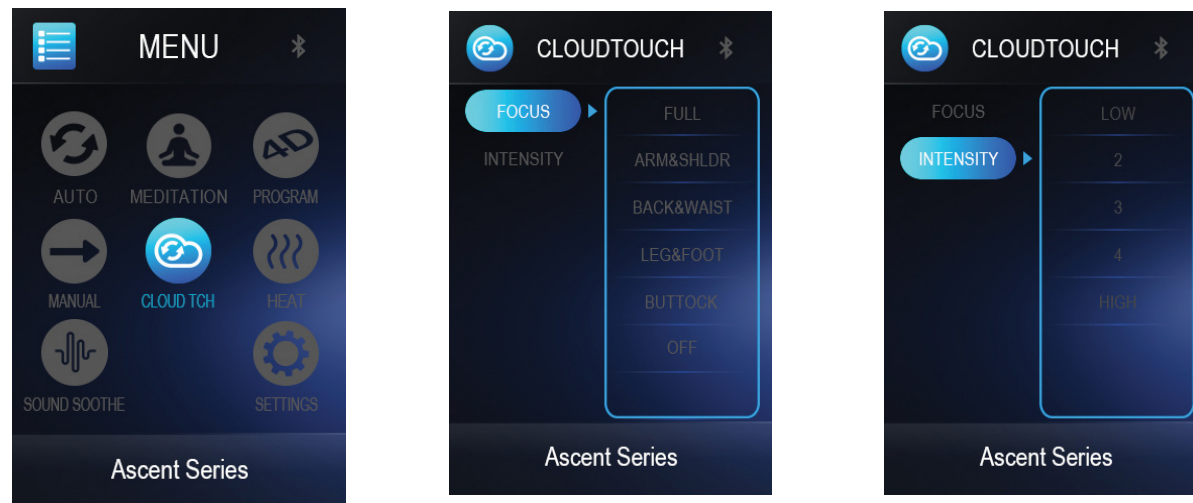 MENU
4D
AUTO MEDITATION PROGRAM
MANUAL CLOUD TCH HEAT
SOUND SOOTHE SETTINGS
Ascent Series
CLOUDTOUCH
FOCUS FULL
INTENSITY ARM&SHLDR
BACK&WAIST
LEG&FOOT
BUTTOCK
OFF
Ascent Series
CLOUDTOUCH
FOCUS LOW
INTENSITY 2
3
4
HIGH
Ascent Series